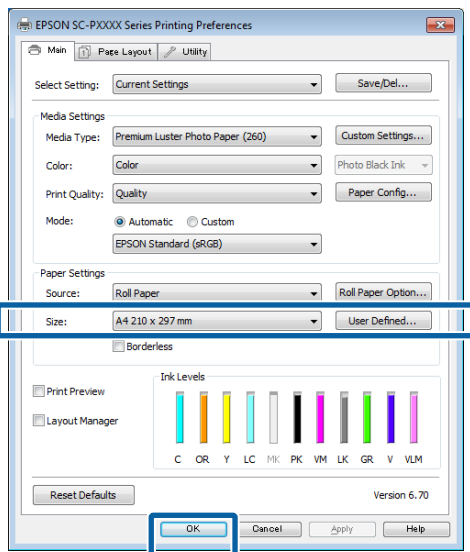 EPSON SC-PXXXX Series Printing Preferences
Main Page Layout Utility
Select Setting: Current Settings Save/Del...
Media Settings
Media Type: Premium Luster Photo Paper (260) Custom Settings...
Color: Color Photo Black Ink
Print Quality: Quality Paper Config...
Mode: Automatic Custom
EPSON Standard (sRGB)
Paper Settings
Source: Roll Paper Roll Paper Option...
Size: A4 210 x 297 mm User Defined...
Borderless
Ink Levels
Print Preview
Layout Manager
C OR Y LC MK PK VM LK GR V VLM
Reset Defaults Version 6.70
OK Cancel Apply Help